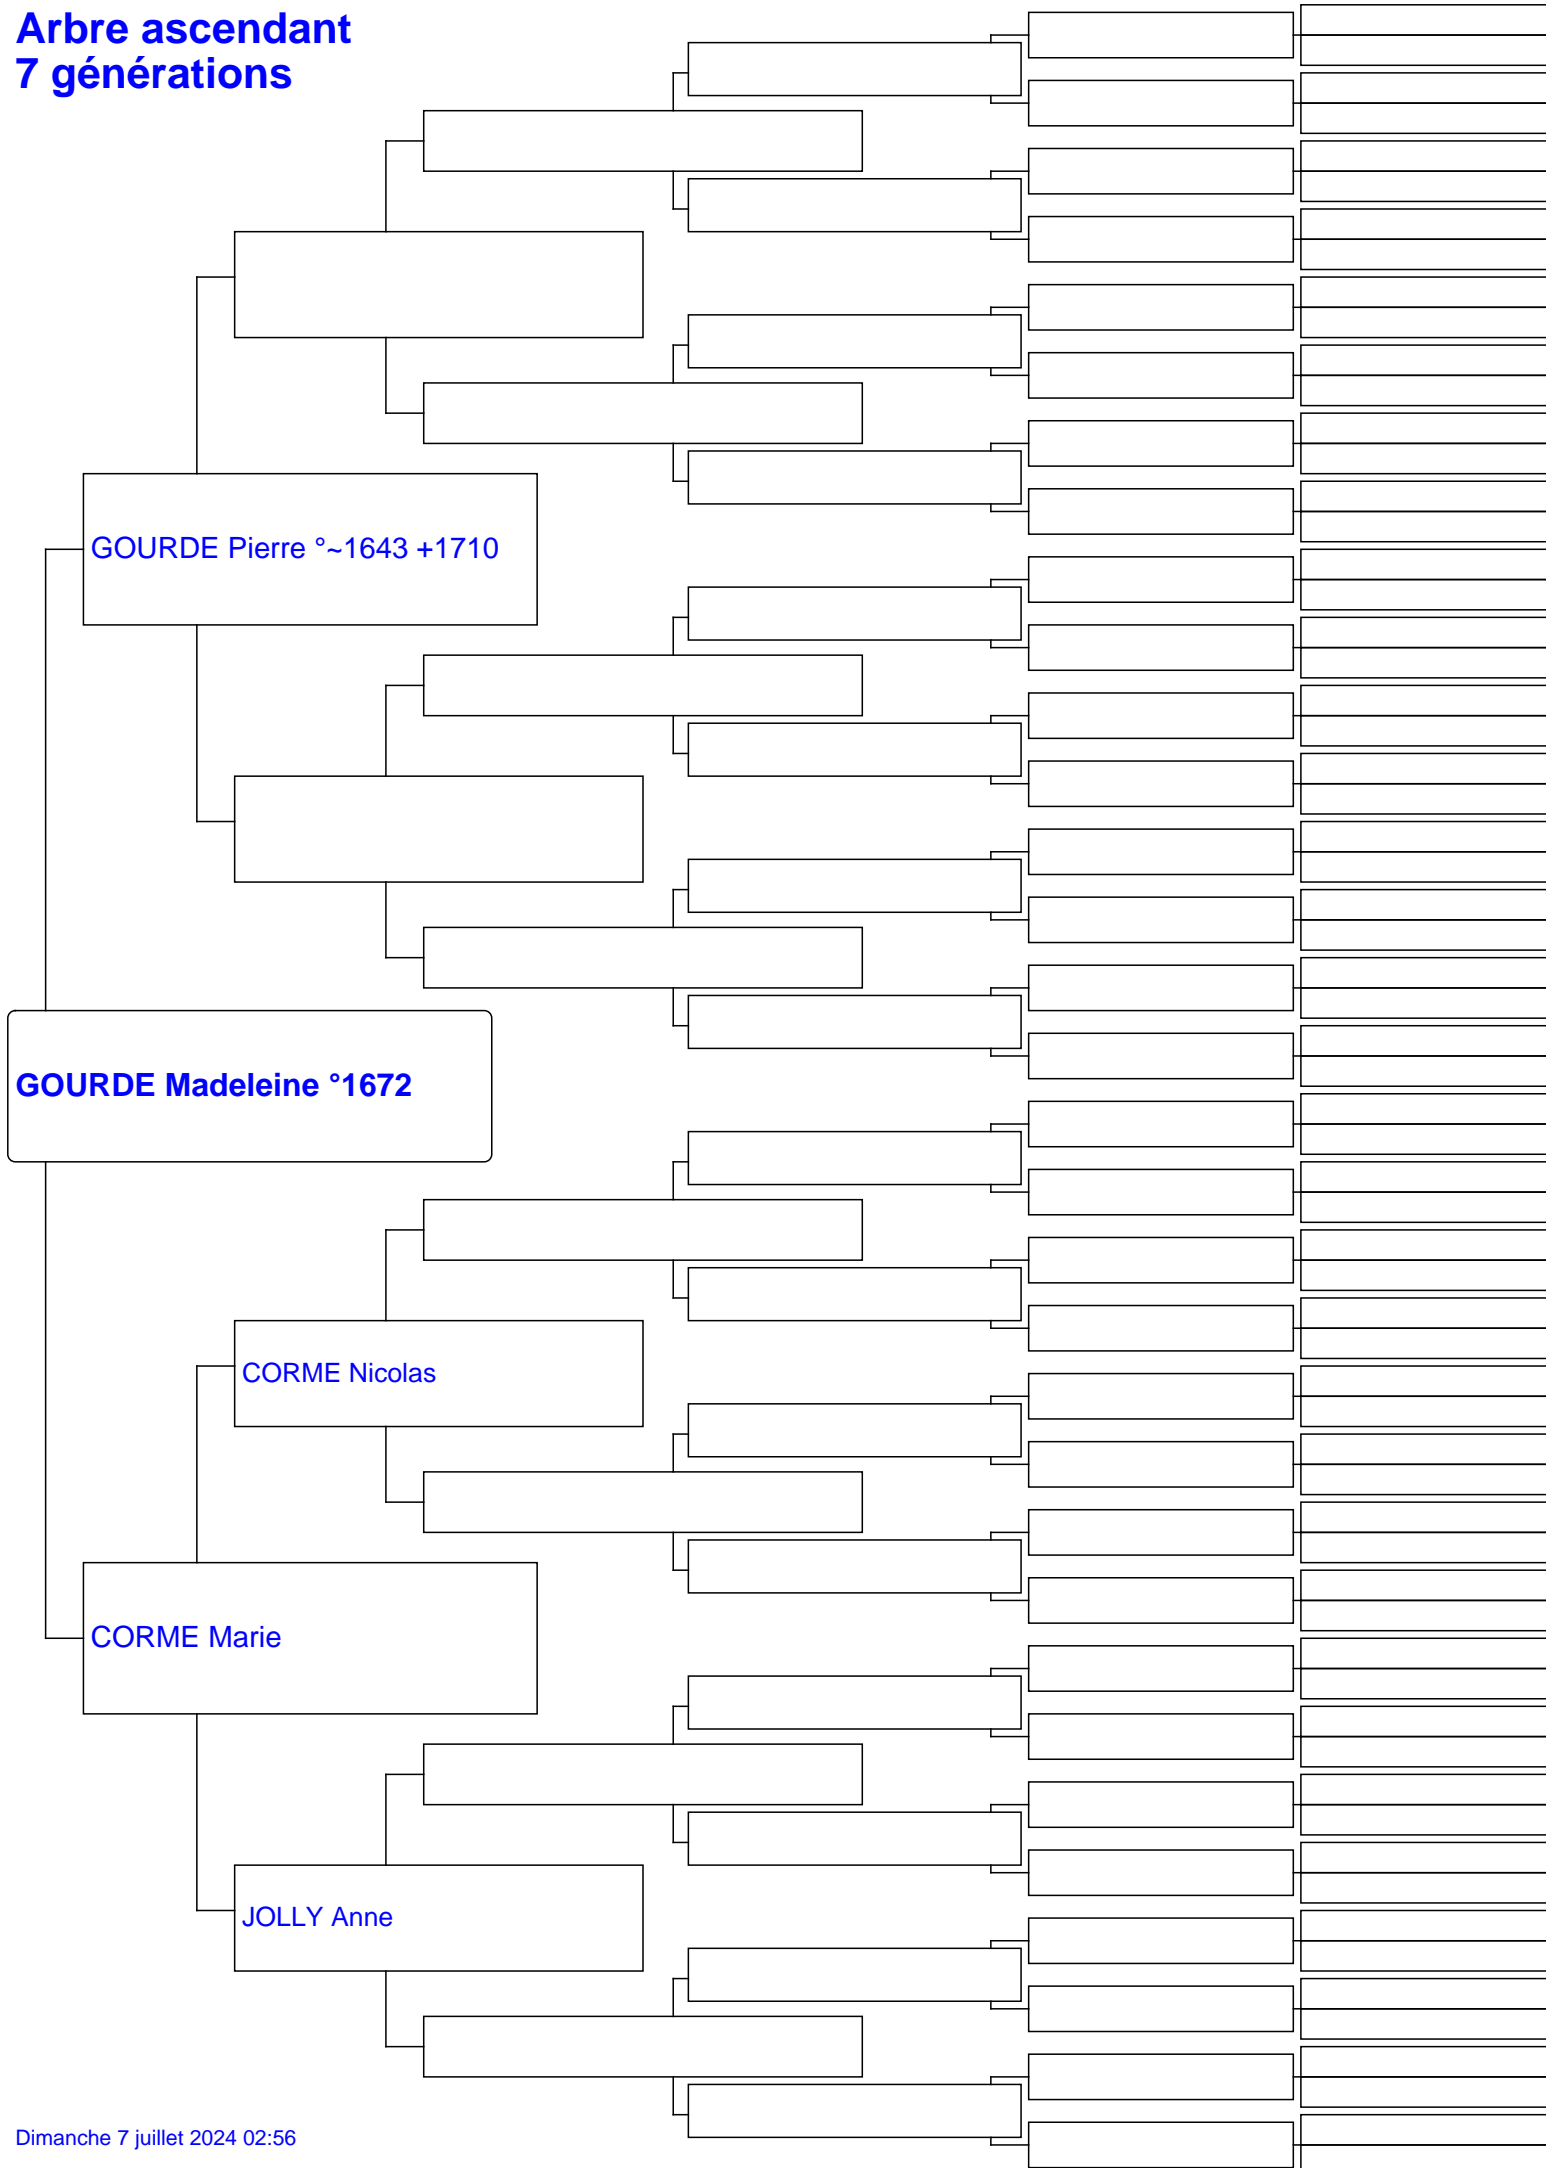 Arbre ascendant
7 générations
GOURDE Pierre °~1643 +1710
GOURDE Madeleine °1672
CORME Nicolas
CORME Marie
JOLLY Anne
Dimanche 7 juillet 2024 02:56